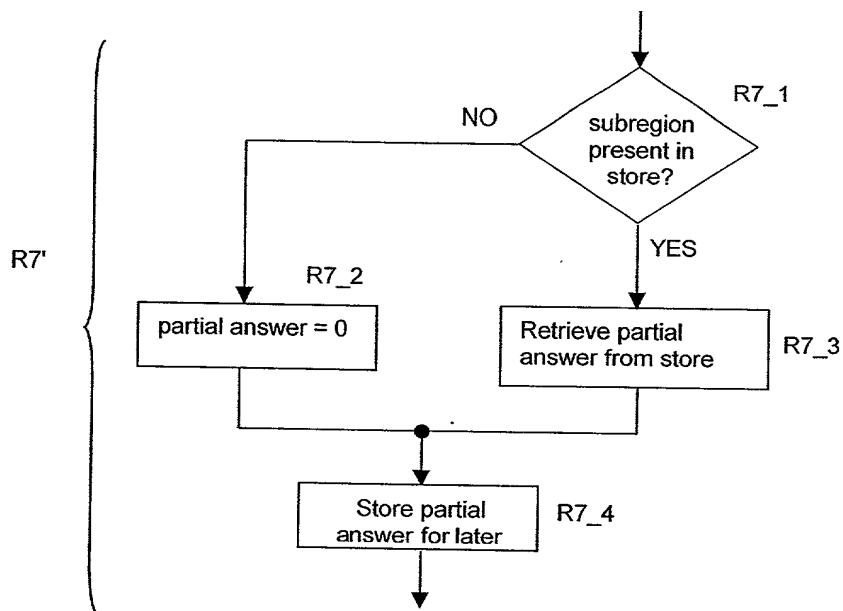 R7_1
NO
subregion
present in
store?
YES
R7'
R7_2
partial answer = 0
Retrieve partial
answer from store
R7_3
Store partial
answer for later
R7_4